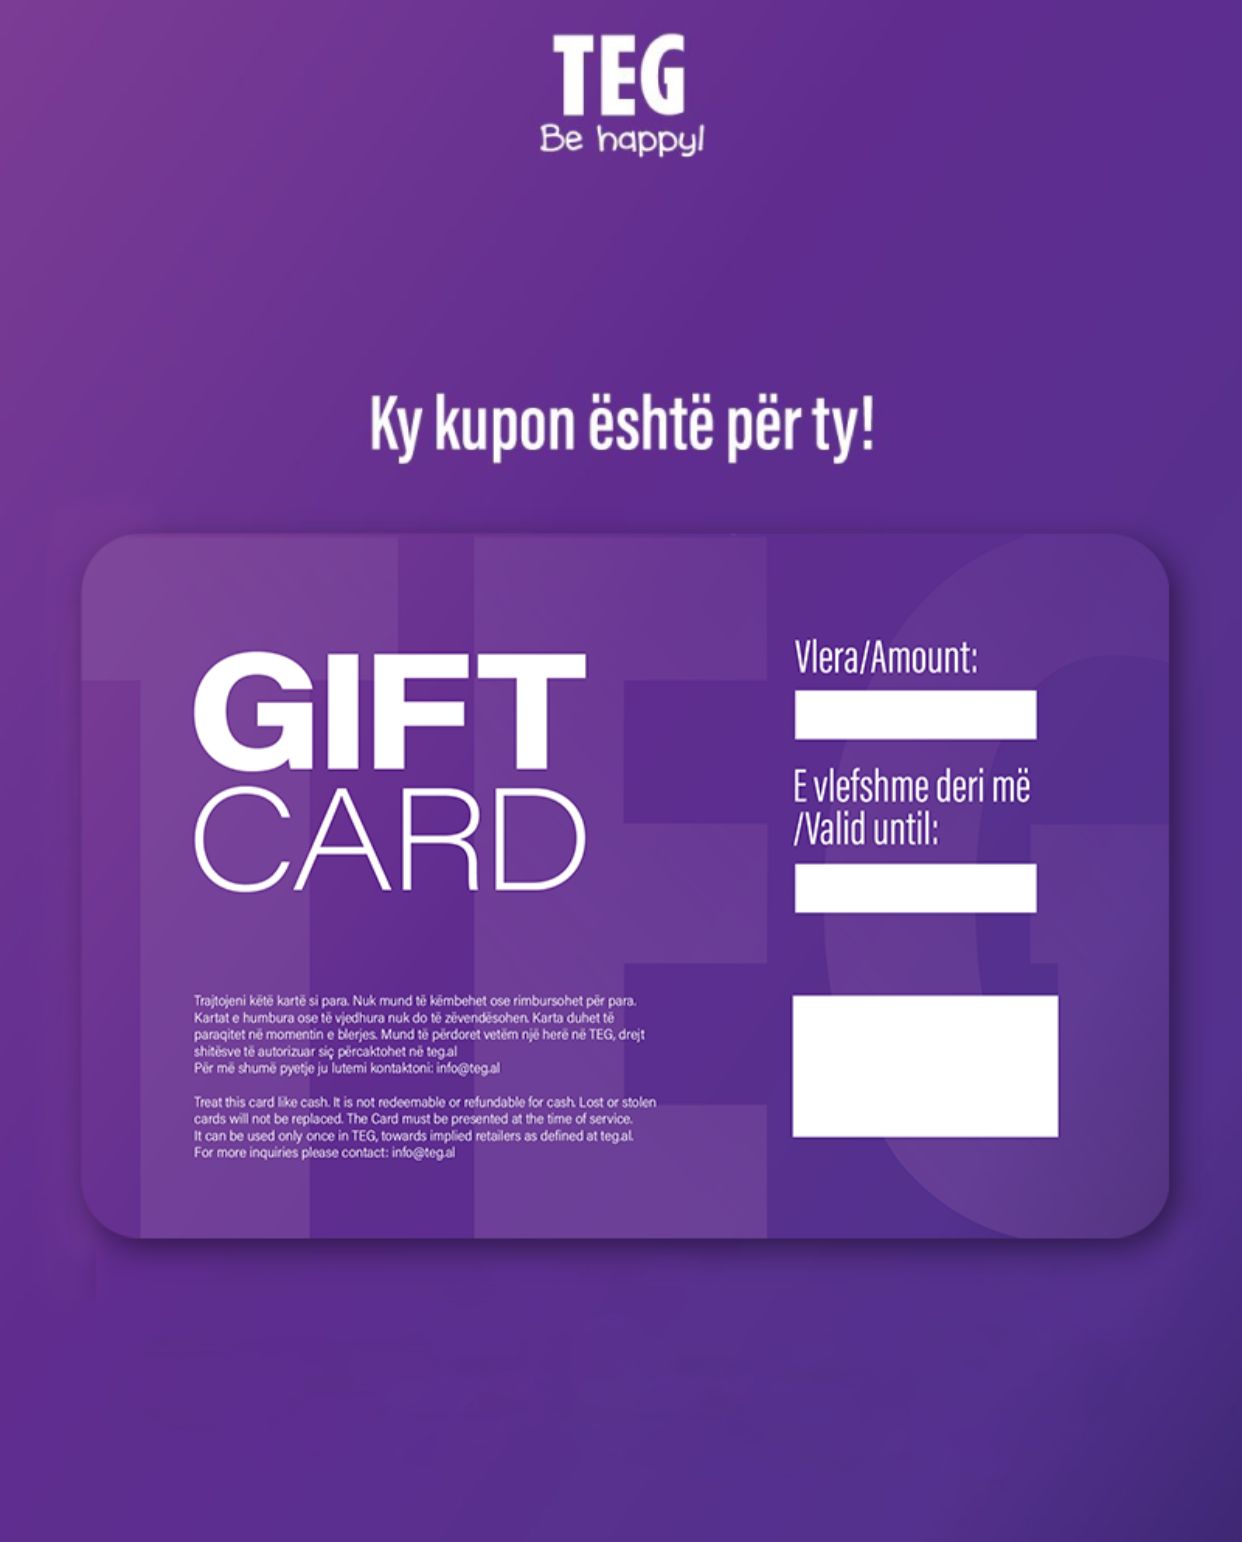 TEG
Be happy!
Ky kupon është për ty!
GIFT
CARD
Vlera/Amount:
E vlefshme deri më
/Valid until:
Trajtojeni këtë kartë si para. Nuk mund të këmbehet ose rimbursohet për para.
Kartat e humbura ose të vjedhura nuk do të zëvendësohen. Karta duhet të
paraqitet në momentin e blerjes. Mund të përdoret vetëm një herë në TEG, drejt
shitësve të autorizuar siç përcaktohet në teg.al
Për më shumë pyetje ju lutemi kontaktoni: info@teg.al
Treat this card like cash. It is not redeemable or refundable for cash. Lost or stolen
cards will not be replaced. The Card must be presented at the time of service.
It can be used only once in TEG, towards implied retailers as defined at teg.al.
For more inquiries please contact: info@teg.al
TEG